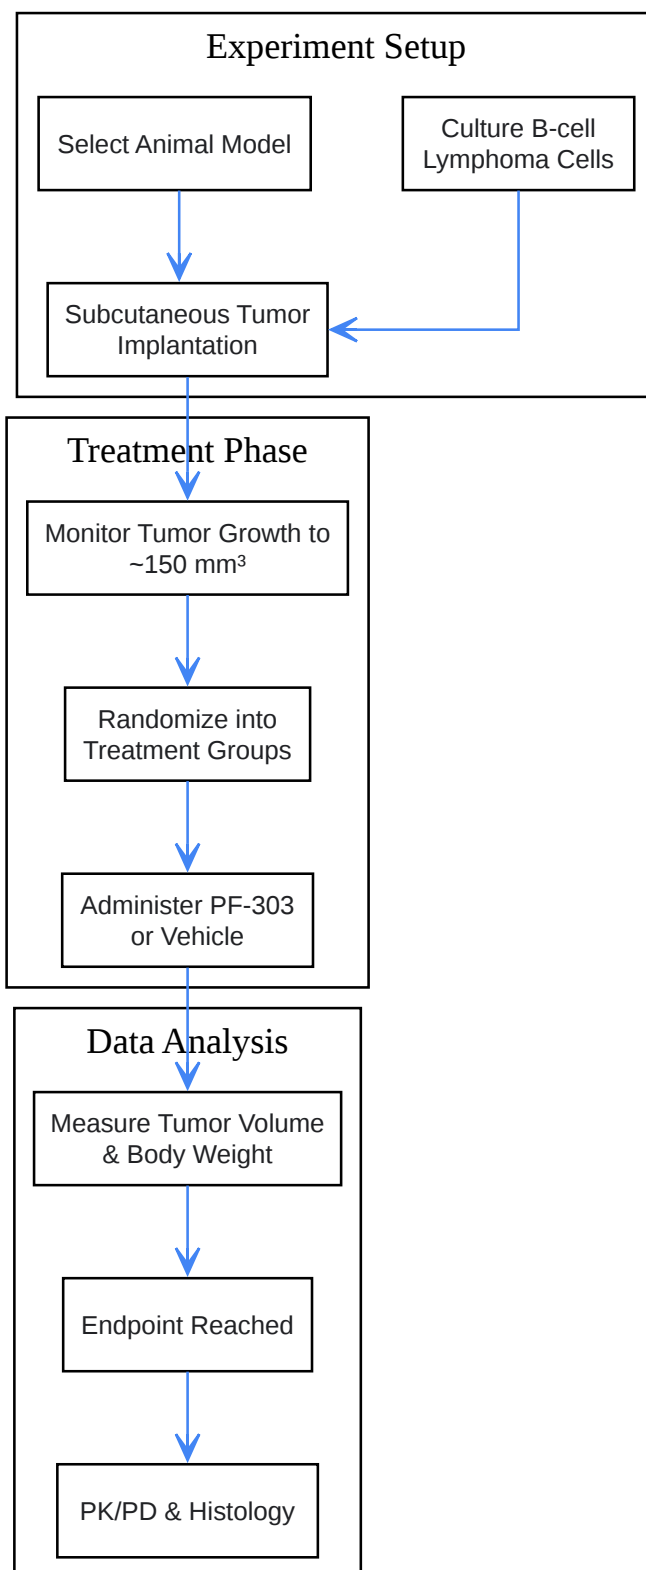 Experiment Setup
Select Animal Model
Culture B-cell
Lymphoma Cells
Subcutaneous Tumor
Implantation
Treatment Phase
Monitor Tumor Growth to
~150 mm³
Randomize into
Treatment Groups
Administer PF-303
or Vehicle
Data Analysis
Measure Tumor Volume
& Body Weight
Endpoint Reached
PK/PD & Histology